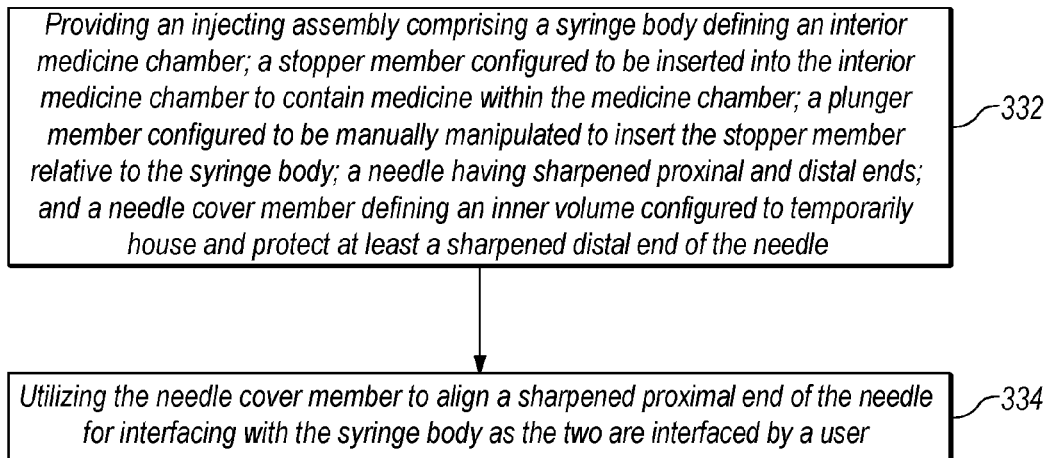 Providing an injecting assembly comprising a syringe body defining an interior
medicine chamber; a stopper member configured to be inserted into the interior
medicine chamber to contain medicine within the medicine chamber; a plunger
member configured to be manually manipulated to insert the stopper member
relative to the syringe body; a needle having sharpened proxinal and distal ends;
and a needle cover member defining an inner volume configured to temporarily
house and protect at least a sharpened distal end of the needle
332
Utilizing the needle cover member to align a sharpened proximal end of the needle
for interfacing with the syringe body as the two are interfaced by a user
334